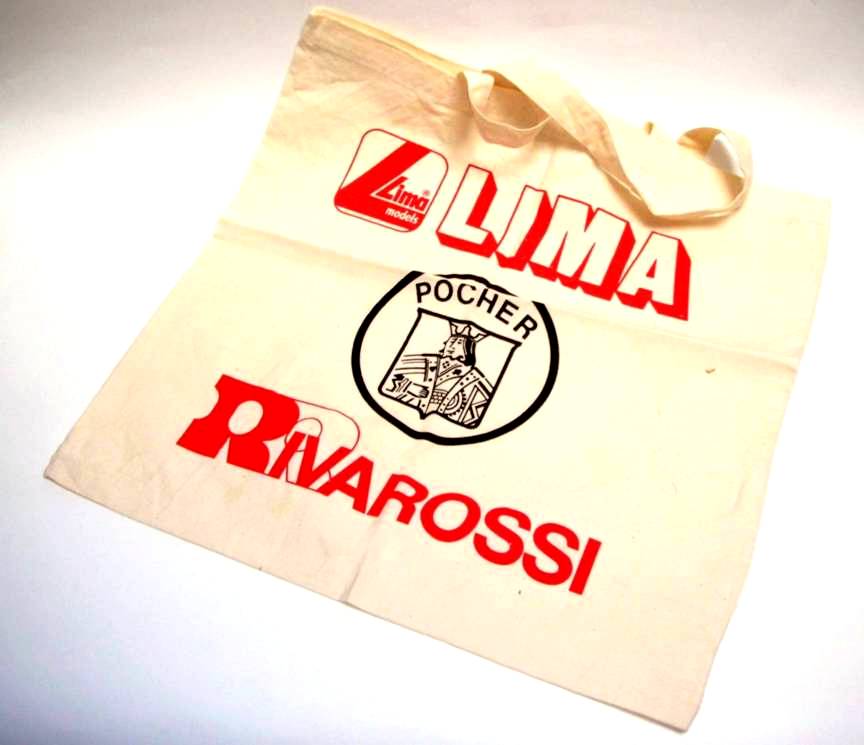 Lima®
models
LIMA
POCHER
RIVAROSSI